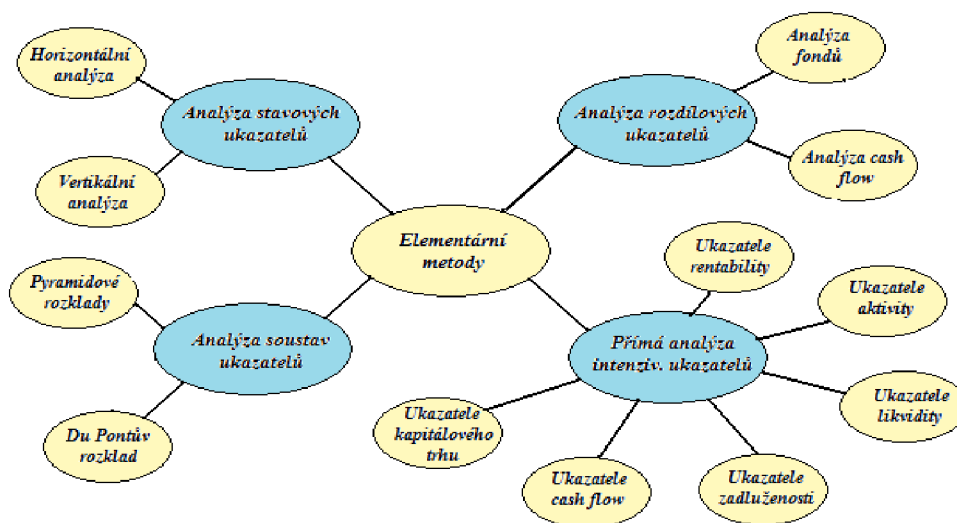 Horizontální
analýza
Analýza stavových
ukazatelů
Vertikální
analýza
Analýza
fondů
Analýza rozdílových
ukazatelů
Analýza cash
flow
Elementární
metody
Pyramidové
rozklady
Analýza soustav
ukazatelů
Du Pontův
rozklad
Ukazatele
rentability
Ukazatele
aktivity
Přímá analýza
intenziv. ukazatelů
Ukazatele
likvidity
Ukazatele
kapitálového
trhu
Ukazatele
cash flow
Ukazatele
zadluženosti